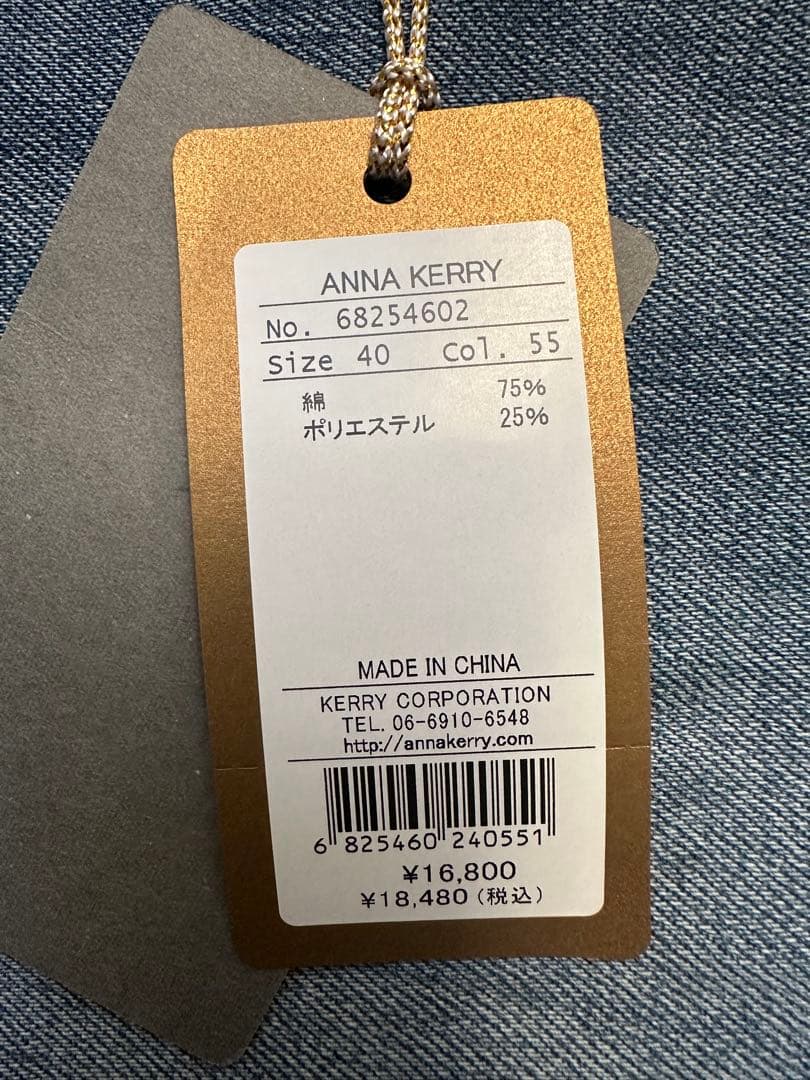 ANNA KERRY
No. 68254602
Size 40 Col. 55
綿 75%
ポリエステル 25%
MADE IN CHINA
KERRY CORPORATION
TEL. 06-6910-6548
http://annakerry.com
6 825460 240551
¥16,800
¥18,480(税込)